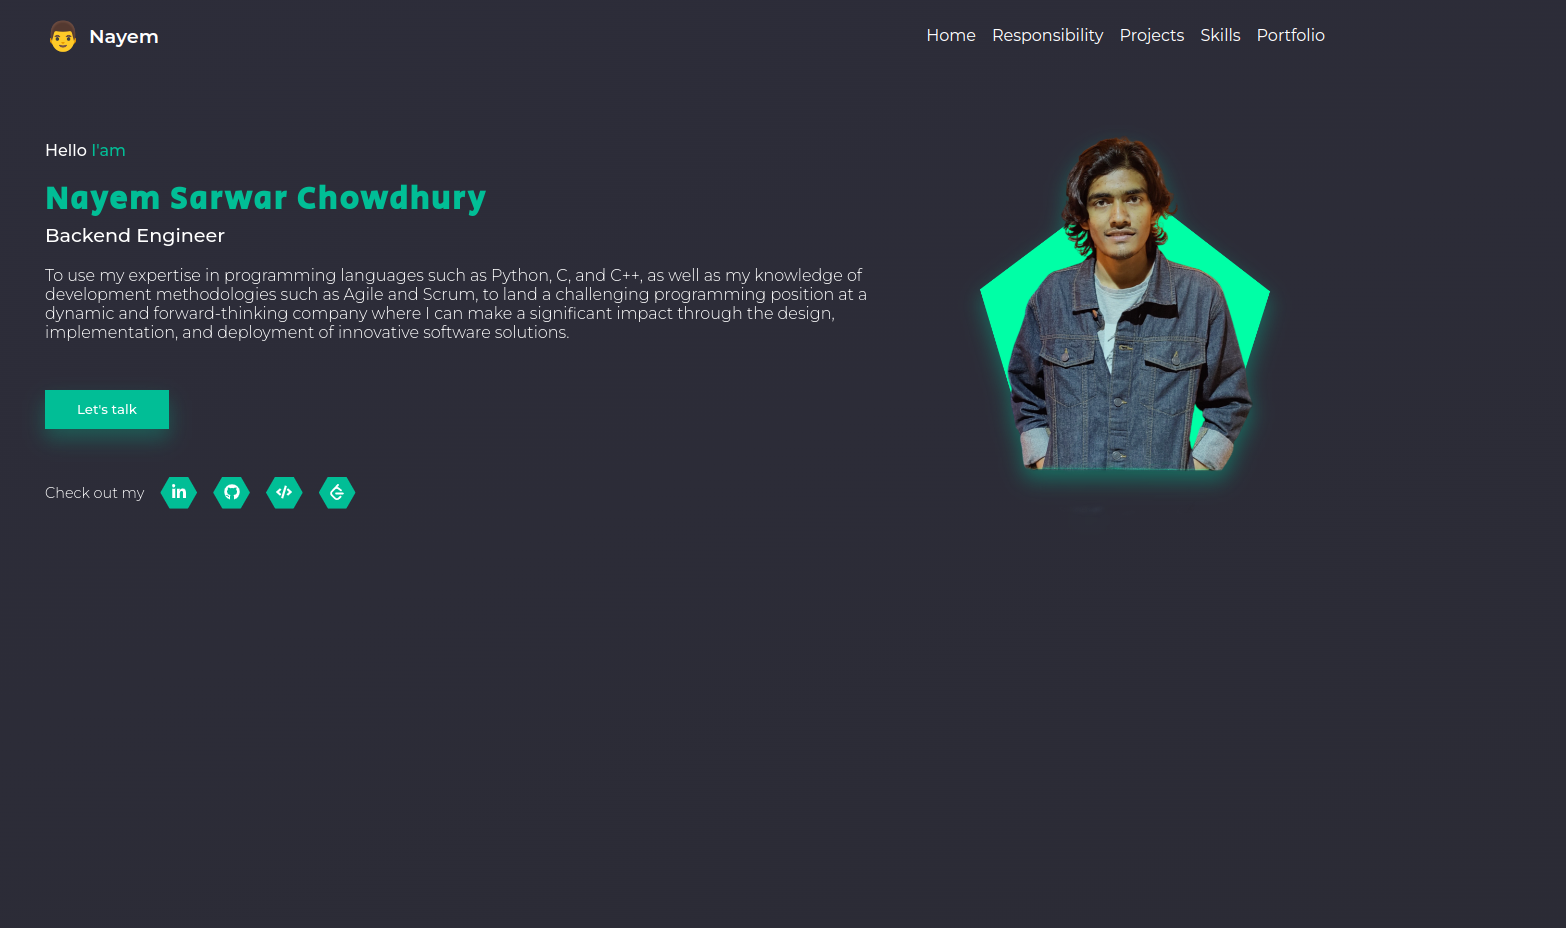 Nayem
Home Responsibility Projects Skills Portfolio
Hello I'am
Nayem Sarwar Chowdhury
Backend Engineer
To use my expertise in programming languages such as Python, C, and C++, as well as my knowledge of
development methodologies such as Agile and Scrum, to land a challenging programming position at a
dynamic and forward-thinking company where I can make a significant impact through the design,
implementation, and deployment of innovative software solutions.
Let's talk
Check out my